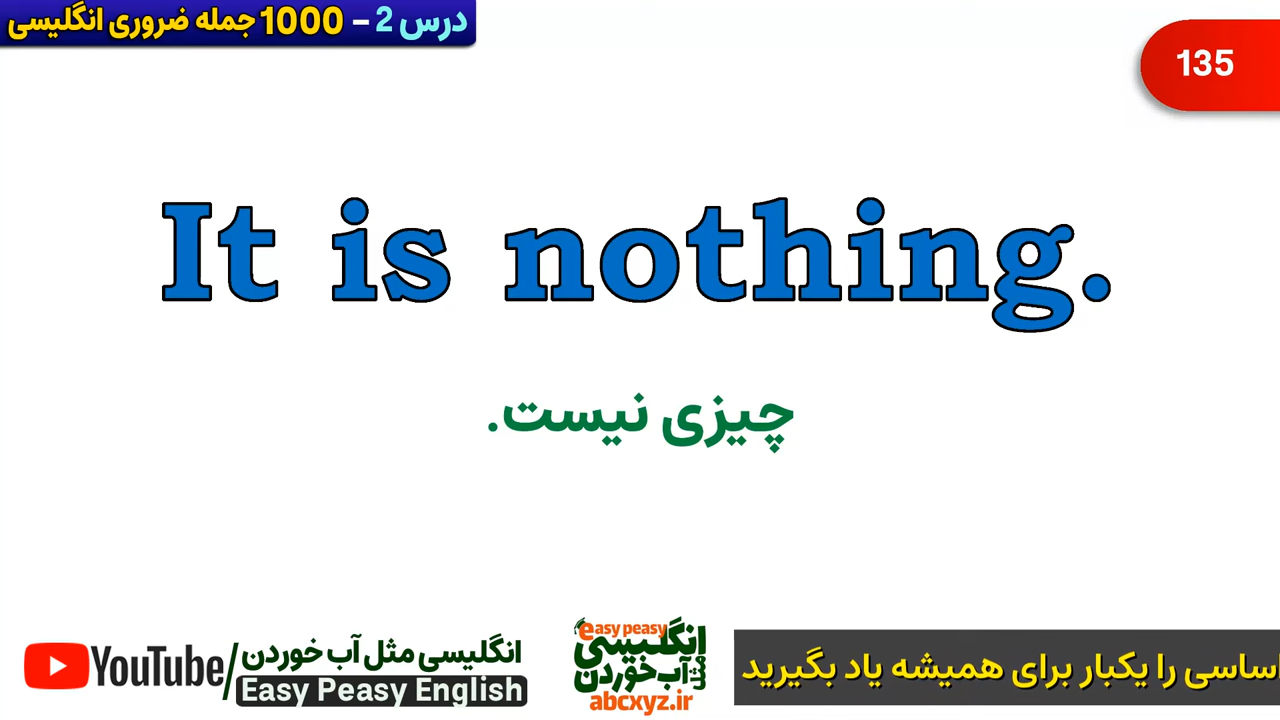 درس 2 – 1000 جمله ضروری انگلیسی
135
It is nothing.
چیزی نیست.
YouTube/انگلیسی مثل آب خوردن
Easy Peasy English
easy peasy
انگلیسی
مثل آب خوردن
abcxyz.ir
را یکبار برای همیشه یاد بگیرید